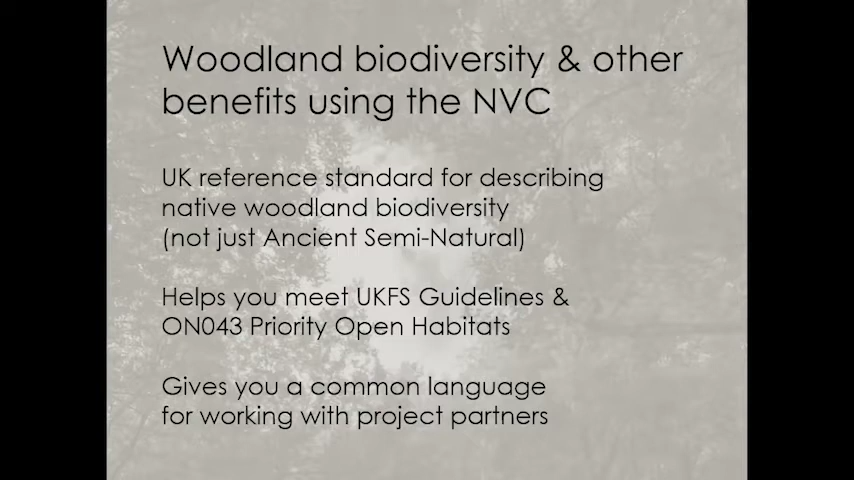 Woodland biodiversity & other
benefits using the NVC
UK reference standard for describing
native woodland biodiversity
(not just Ancient Semi-Natural)
Helps you meet UKFS Guidelines &
ON043 Priority Open Habitats
Gives you a common language
for working with project partners